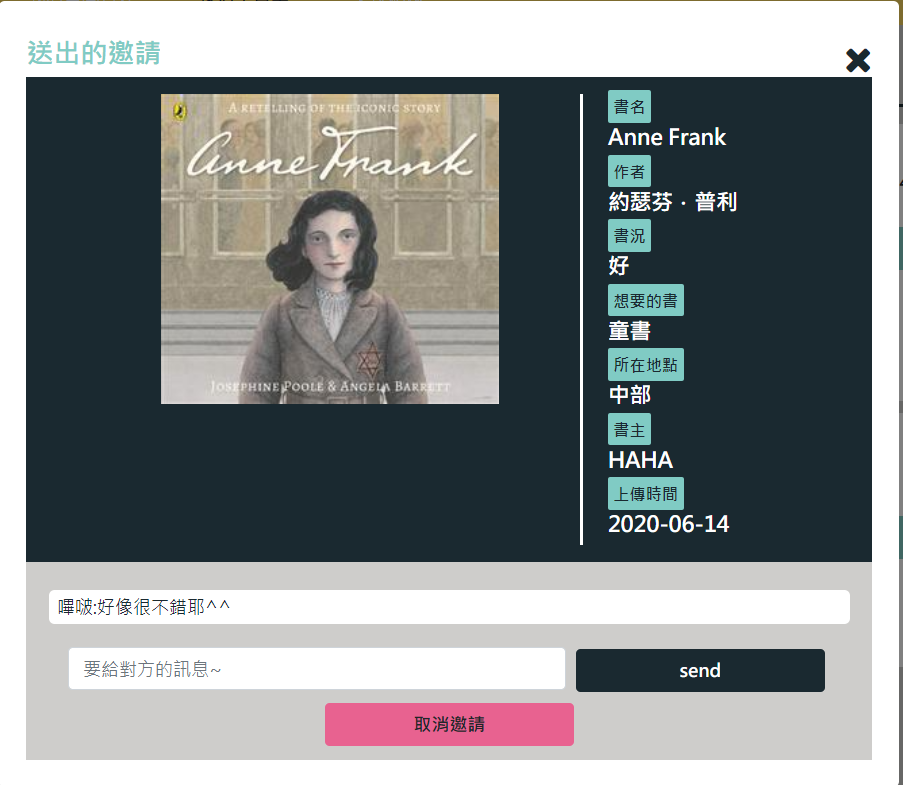 送出的邀請
A RETELLING OF THE ICONIC STORY
Anne Frank
JOSEPHINE POOLE & ANGELA BARRETT
書名
Anne Frank
作者
約瑟芬．普利
書況
好
想要的書
童書
所在地點
中部
書主
HAHA
上傳時間
2020-06-14
嗶啵:好像很不錯耶^^
要給對方的訊息~
send
取消邀請